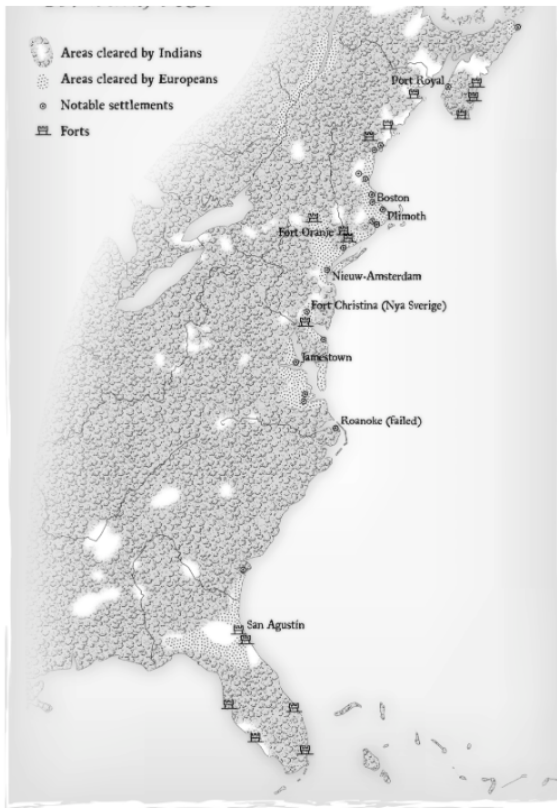 Areas cleared by Indians
Areas cleared by Europeans
Notable settlements
Forts
Port Royal
Boston
Plimoth
Fort Oranje
Nieuw-Amsterdam
Fort Christina (Nya Sverige)
Jamestown
Roanoke (failed)
San Agustín